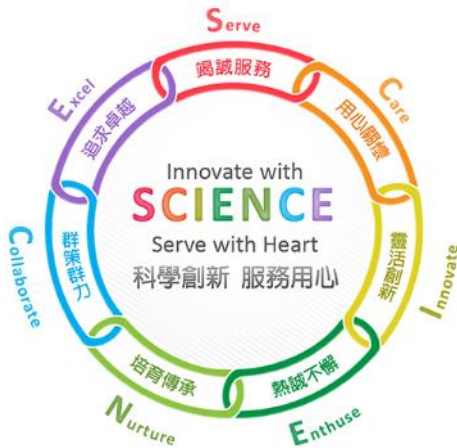 Serve
竭誠服務
Care
用心關懷
Innovate
靈活創新
Enthuse
熱誠不懈
Nurture
培育傳承
Collaborate
群策群力
Excel
追求卓越
Innovate with
SCIENCE
Serve with Heart
科學創新 服務用心